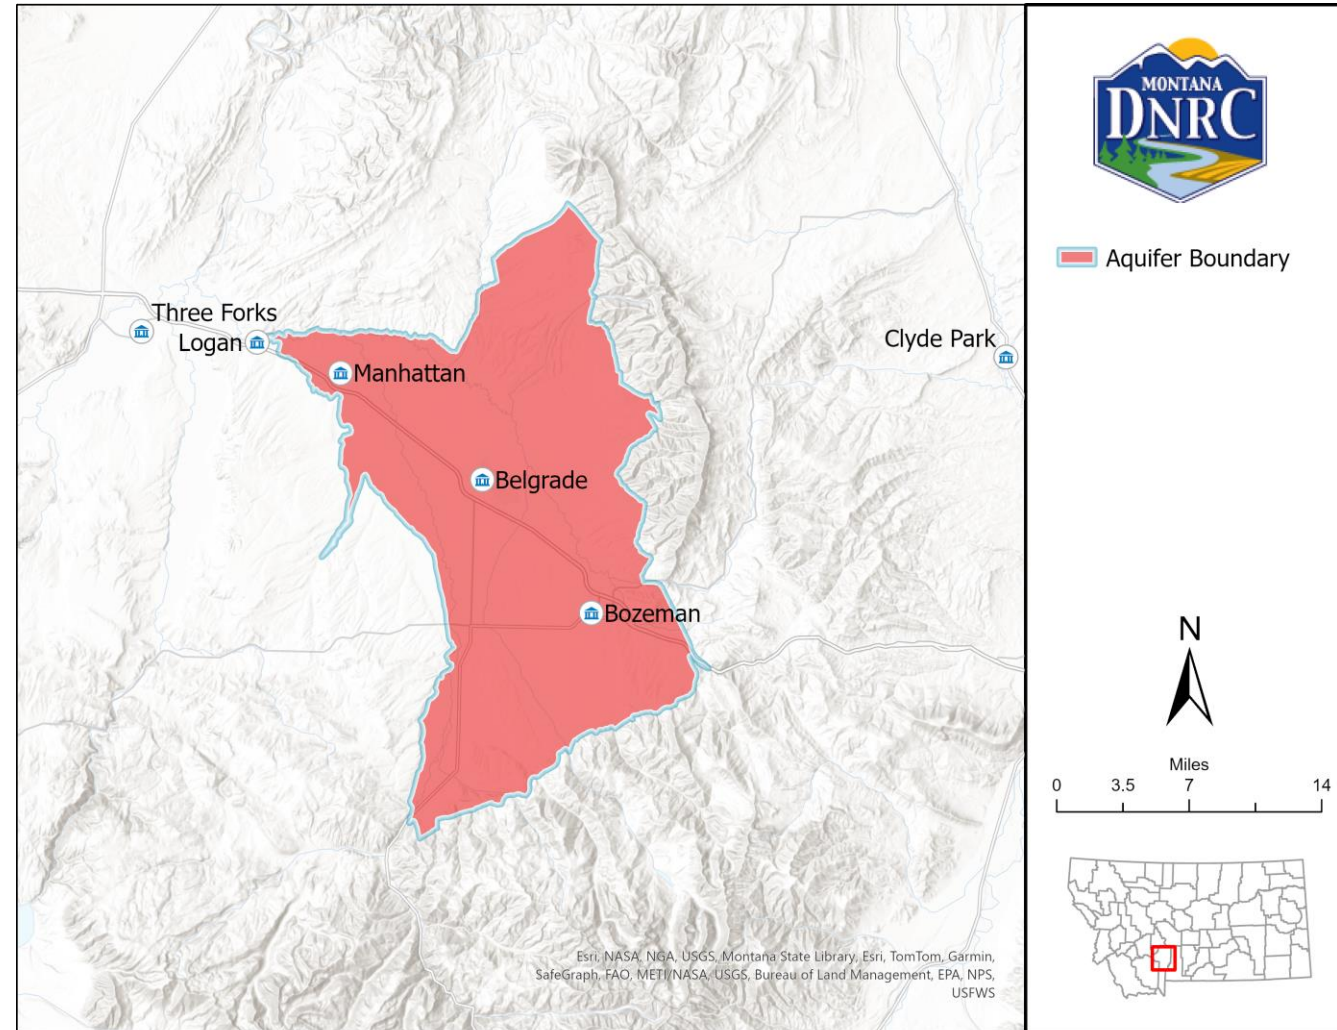 Three Forks
Logan
Manhattan
Belgrade
Bozeman
Clyde Park
Esri, NASA, NGA, USGS, Montana State Library, Esri, TomTom, Garmin,
SafeGraph, FAO, METI/NASA, USGS, Bureau of Land Management, EPA, NPS,
USFWS
MONTANA
DNRC
Aquifer Boundary
N
Miles
0 3.5 7 14